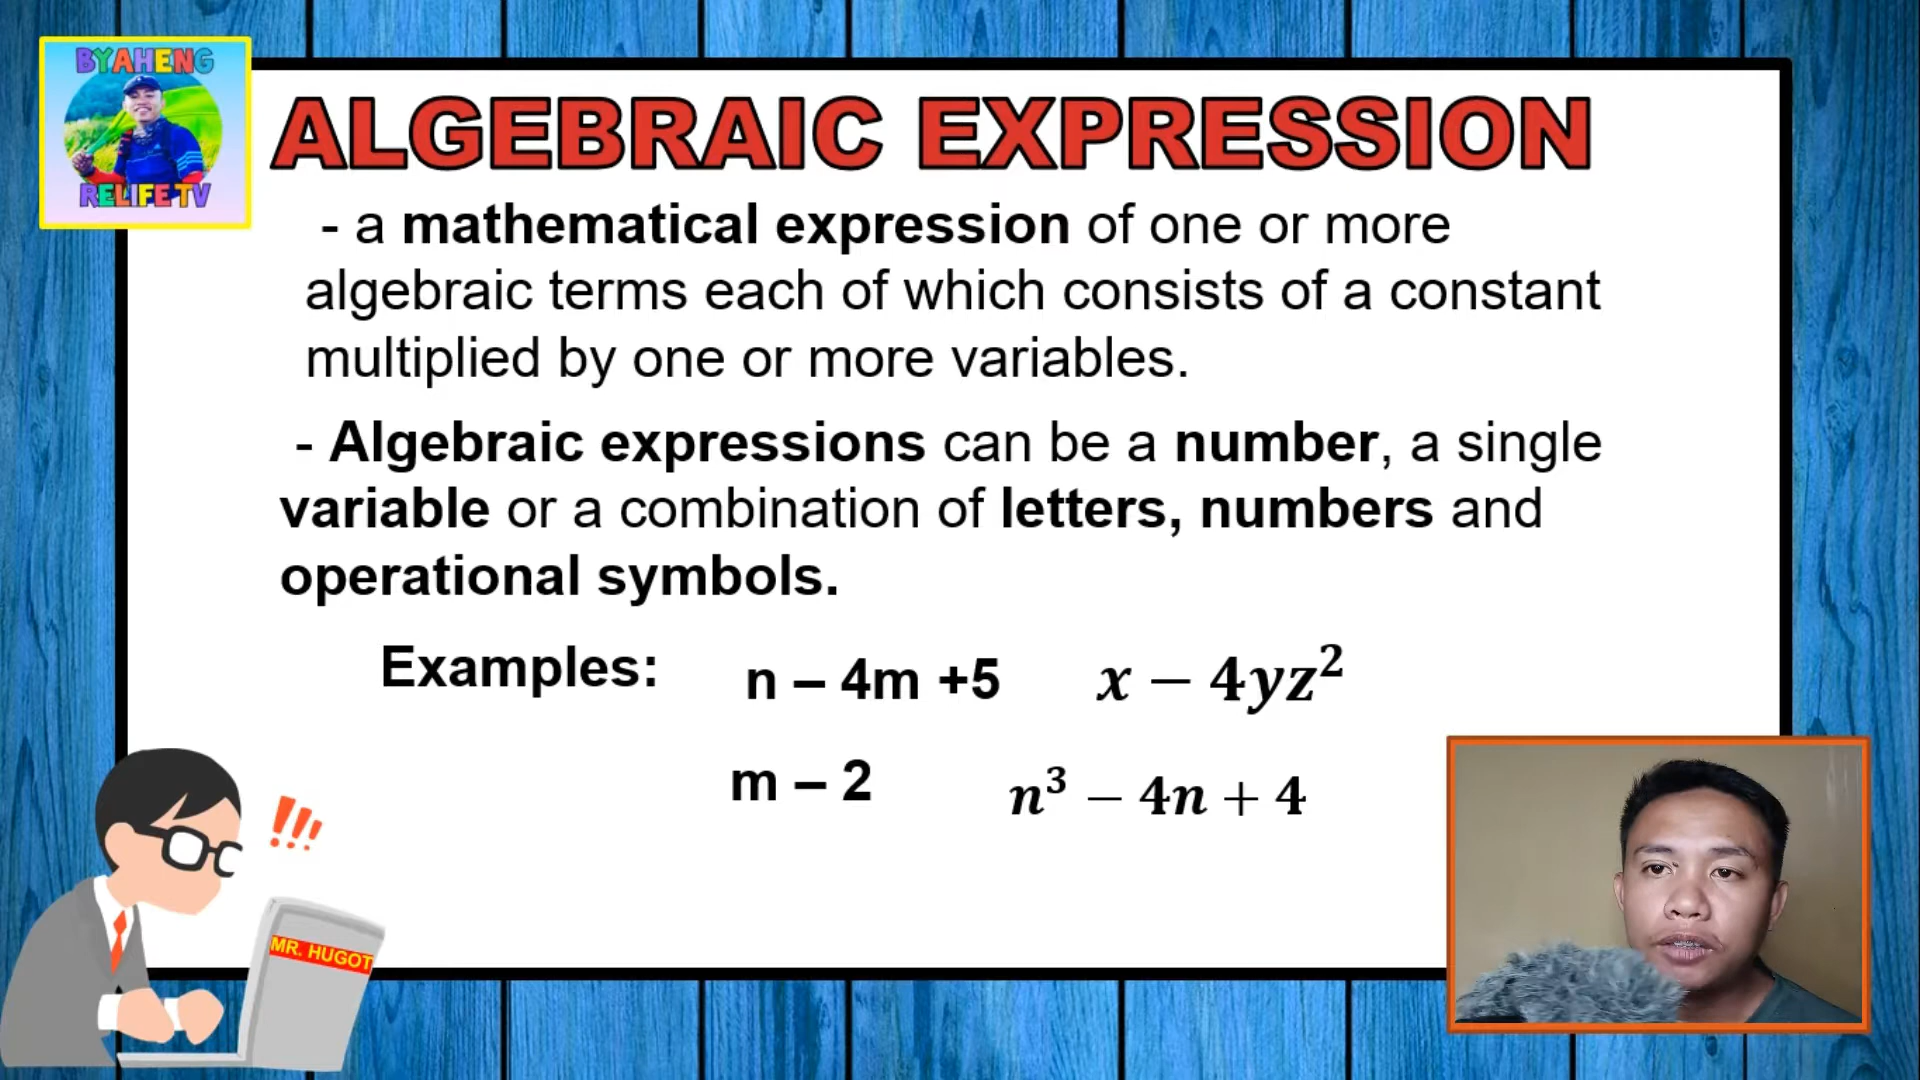 BYAHENG
RELIFE TV
ALGEBRAIC EXPRESSION
- a mathematical expression of one or more
algebraic terms each of which consists of a constant
multiplied by one or more variables.
- Algebraic expressions can be a number, a single
variable or a combination of letters, numbers and
operational symbols.
Examples: n – 4m +5 x − 4yz²
m – 2 n³ − 4n + 4
!!!
MR. HUGOT